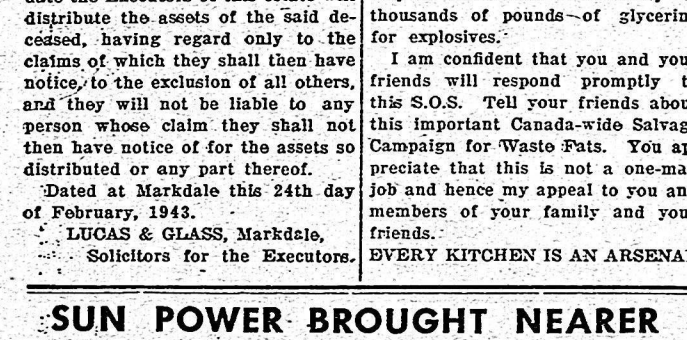 distribute the assets of the said de-
ceased, having regard only to the
claims of which they shall then have
notice, to the exclusion of all others,
and they will not be liable to any
person whose claim they shall not
then have notice of for the assets so
distributed or any part thereof.
Dated at Markdale this 24th day
of February, 1943.
LUCAS & GLASS, Markdale,
Solicitors for the Executors.
thousands of pounds—of glycerin
for explosives.
I am confident that you and you
friends will respond promptly t
this S.O.S. Tell your friends abou
this important Canada-wide Salvag
Campaign for Waste Fats. You ap
preciate that this is not a one-ma
job and hence my appeal to you an
members of your family and you
friends.
EVERY KITCHEN IS AN ARSENA
SUN POWER BROUGHT NEARER